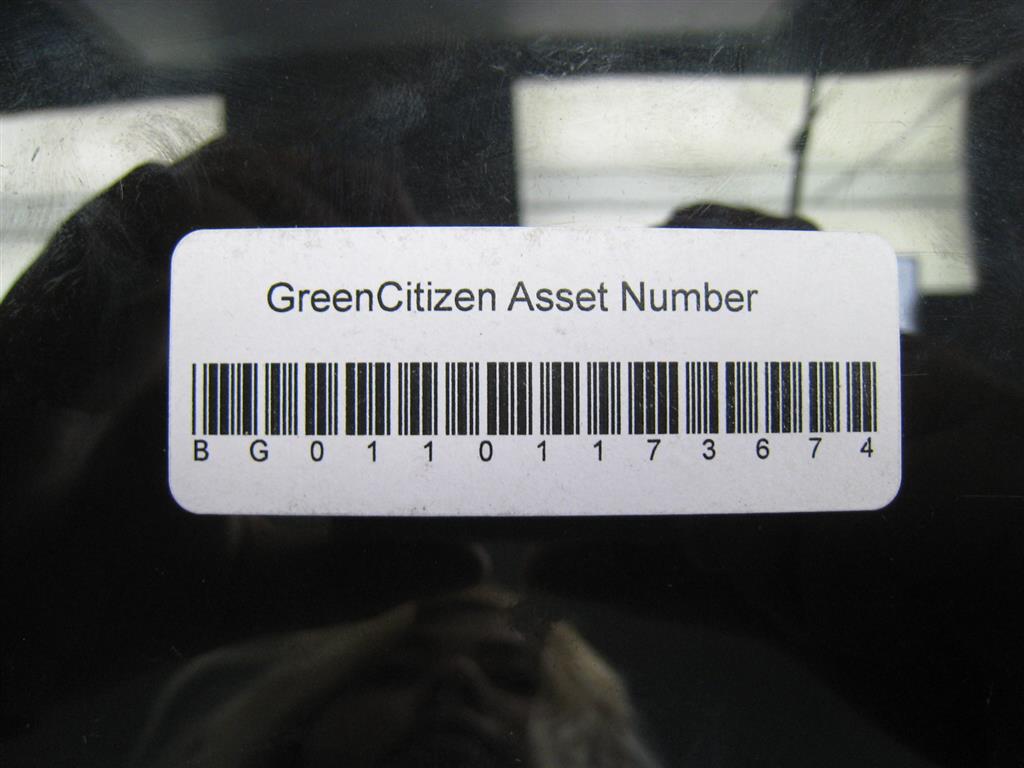 GreenCitizen Asset Number
B G 0 1 1 0 1 1 7 3 6 7 4